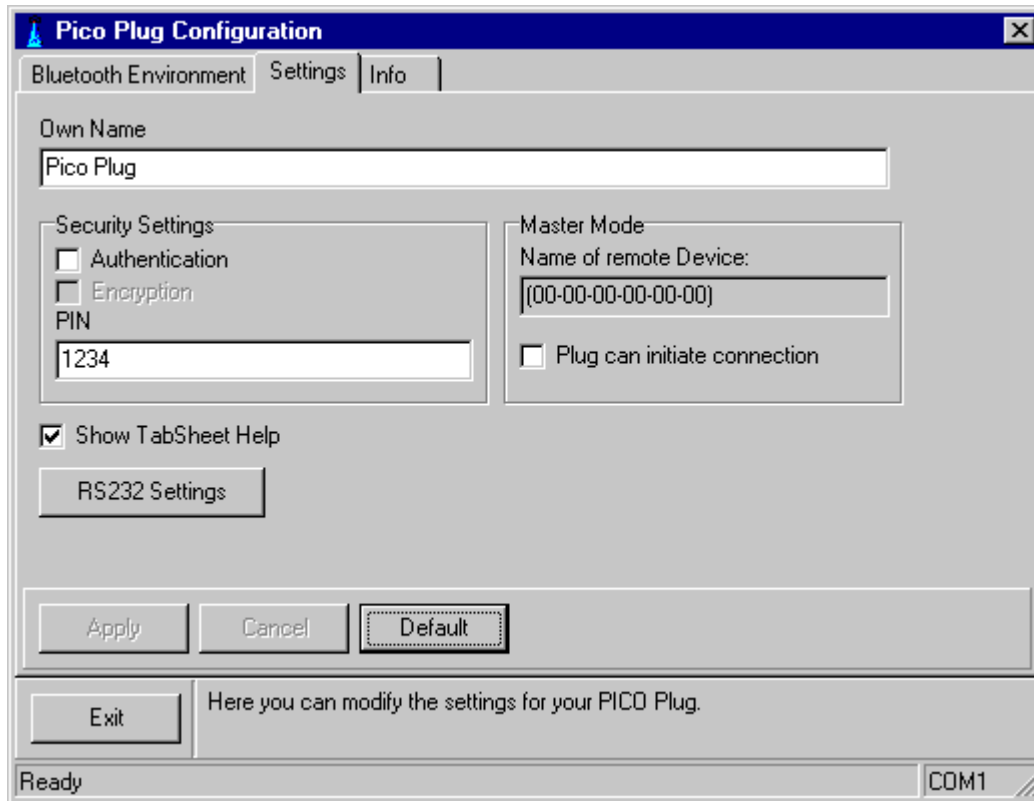 Pico Plug Configuration
Bluetooth Environment Settings Info
Own Name
Pico Plug
Security Settings
Authentication
Encryption
PIN
1234
Master Mode
Name of remote Device:
(00-00-00-00-00-00)
Plug can initiate connection
Show TabSheet Help
RS232 Settings
Apply Cancel Default
Exit
Here you can modify the settings for your PICO Plug.
Ready COM1